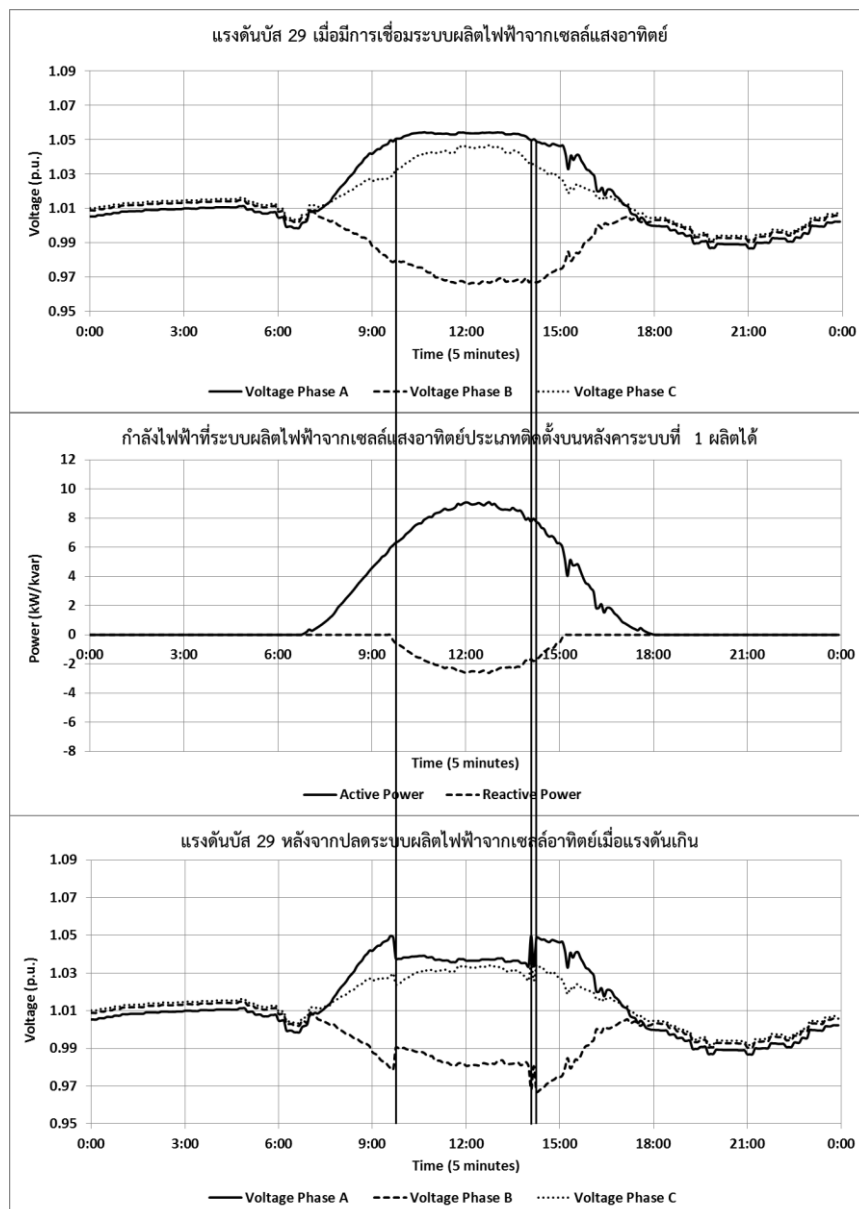 แรงดันบัส 29 เมื่อมีการเชื่อมระบบผลิตไฟฟ้าจากเซลล์แสงอาทิตย์
1.09
1.07
1.05
1.03
1.01
0.99
0.97
0.95
Voltage (p.u.)
0:00 3:00 6:00 9:00 12:00 15:00 18:00 21:00 0:00
Time (5 minutes)
Voltage Phase A Voltage Phase B Voltage Phase C
กำลังไฟฟ้าที่ระบบผลิตไฟฟ้าจากเซลล์แสงอาทิตย์ประเภทติดตั้งบนหลังคาระบบที่ 1 ผลิตได้
12
10
8
6
4
2
0
-2
-4
-6
-8
Power (kW/kvar)
0:00 3:00 6:00 9:00 12:00 15:00 18:00 21:00 0:00
Time (5 minutes)
Active Power Reactive Power
แรงดันบัส 29 หลังจากปลดระบบผลิตไฟฟ้าจากเซลล์อาทิตย์เมื่อแรงดันเกิน
1.09
1.07
1.05
1.03
1.01
0.99
0.97
0.95
Voltage (p.u.)
0:00 3:00 6:00 9:00 12:00 15:00 18:00 21:00 0:00
Time (5 minutes)
Voltage Phase A Voltage Phase B Voltage Phase C